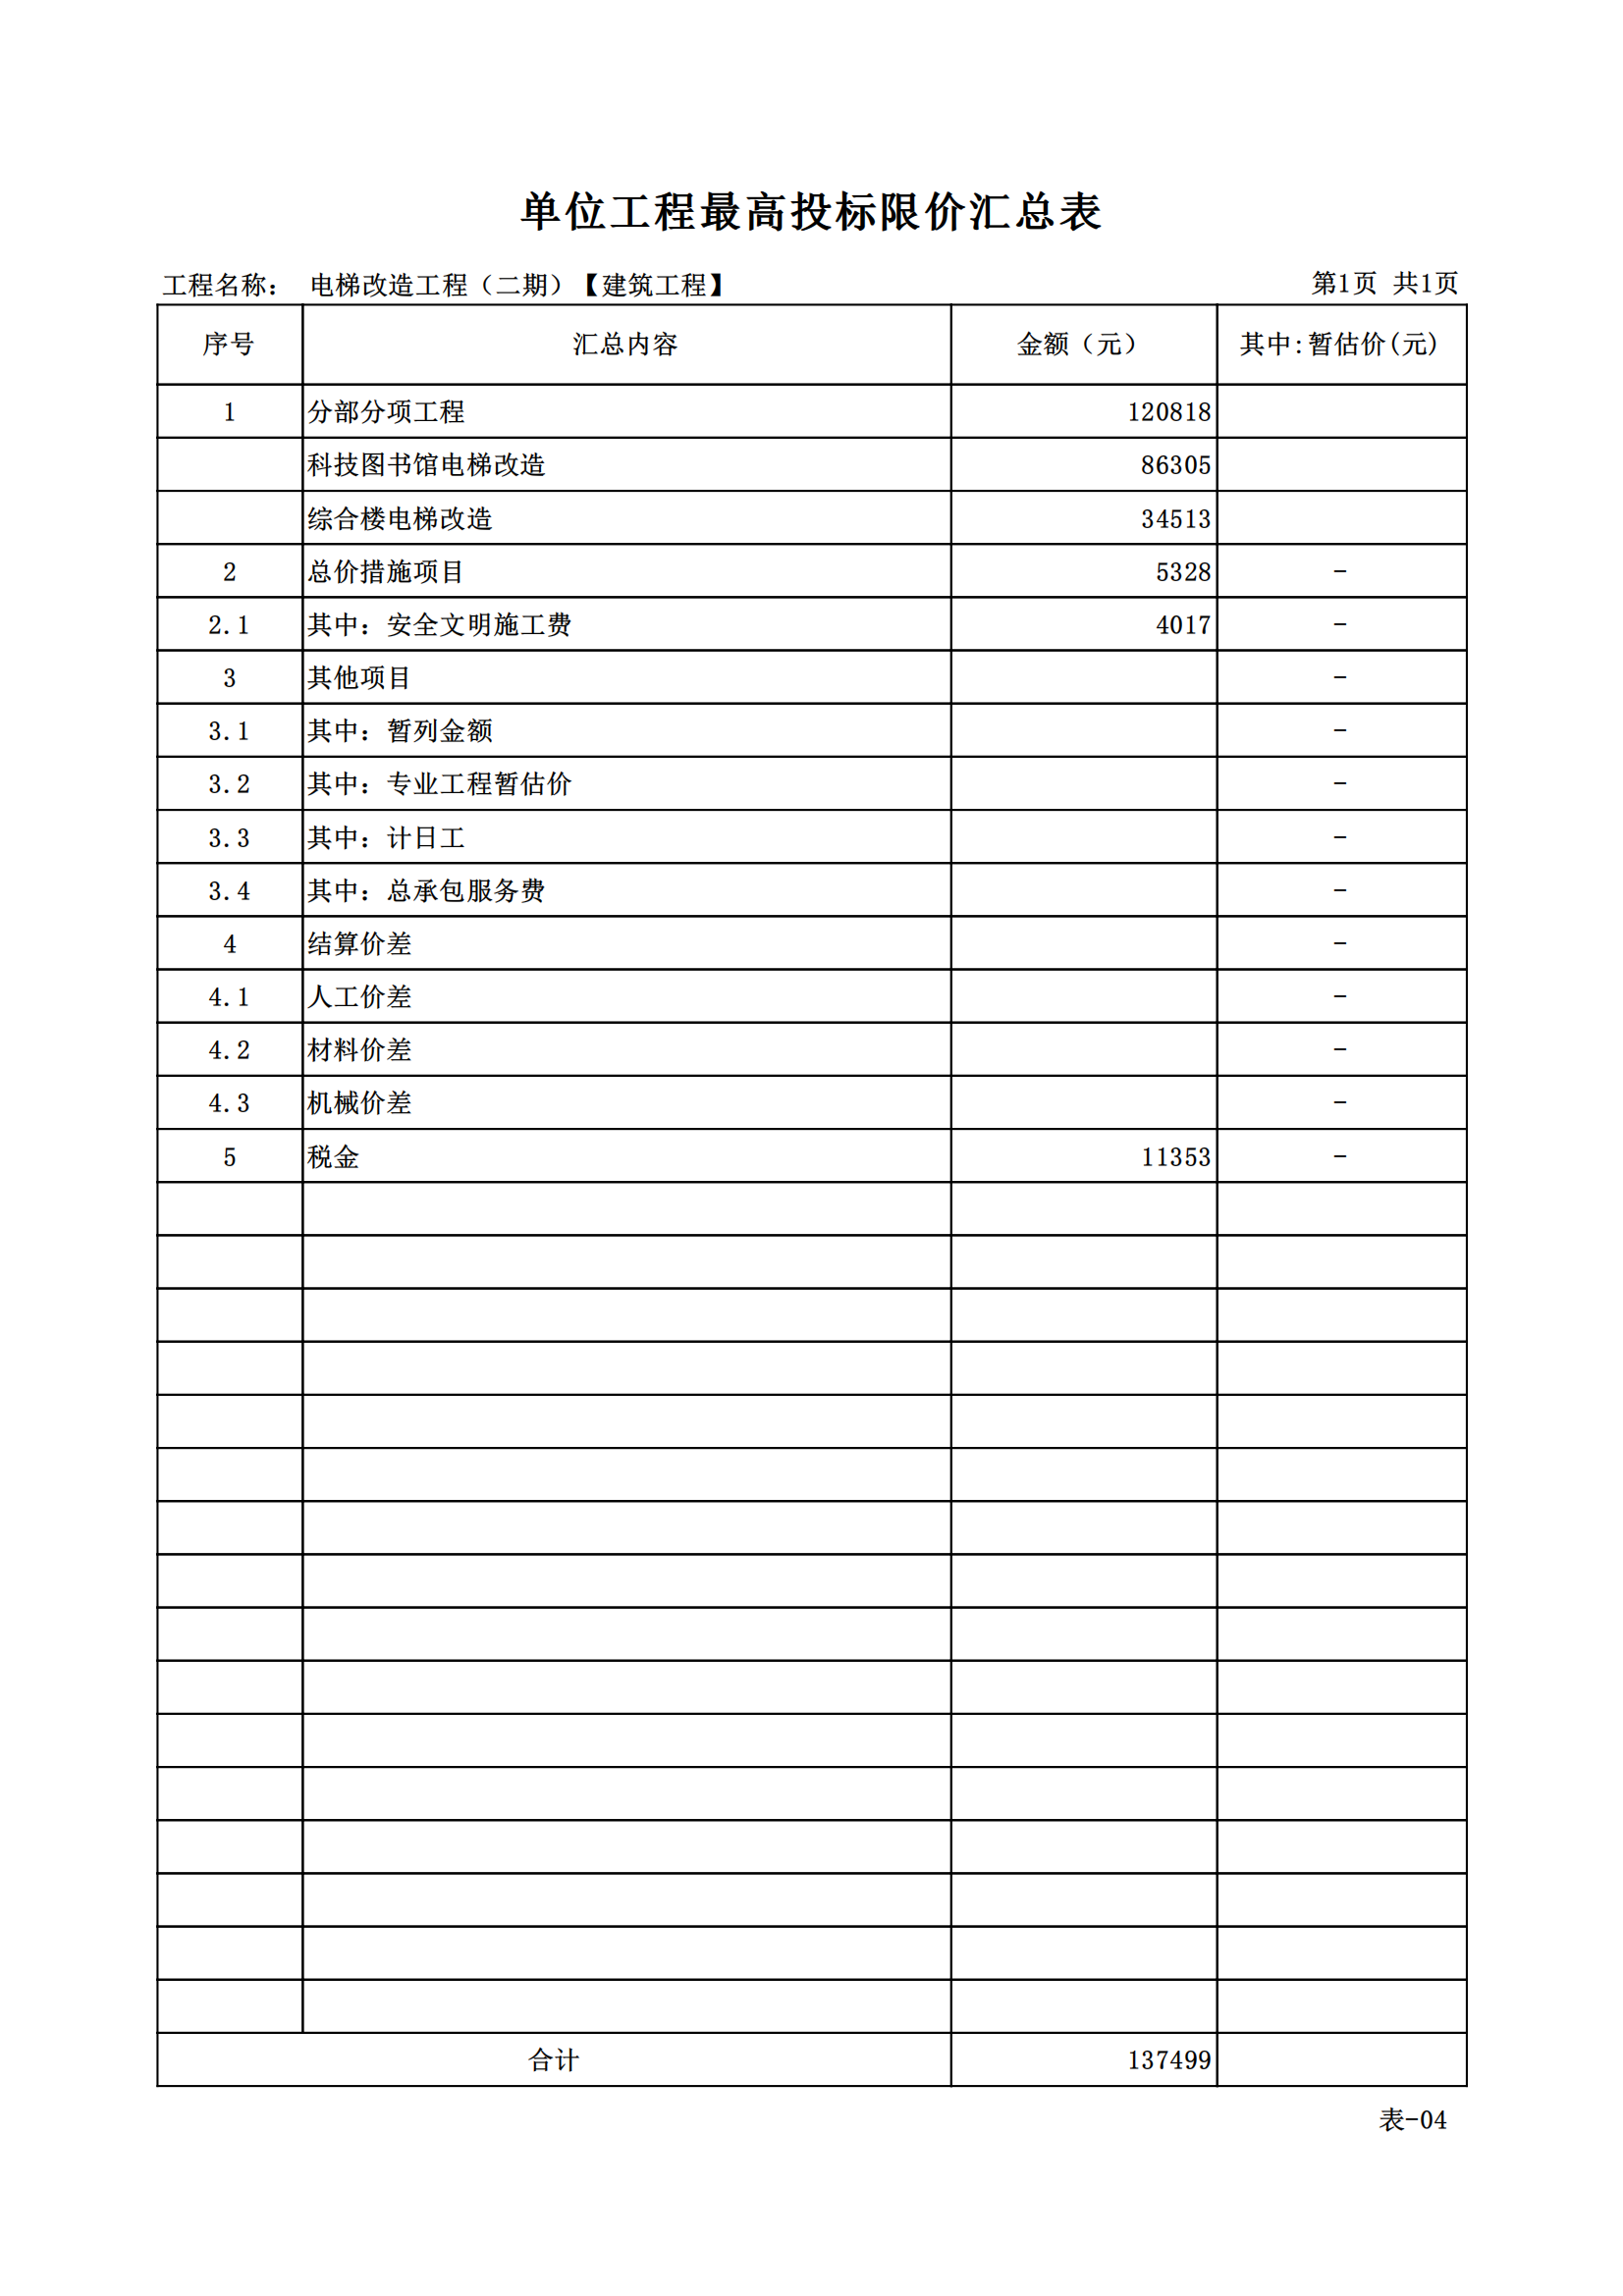 单位工程最高投标限价汇总表
工程名称： 电梯改造工程（二期）【建筑工程】 第1页 共1页
序号 汇总内容 金额（元） 其中:暂估价(元)
1 分部分项工程 120818
科技图书馆电梯改造 86305
综合楼电梯改造 34513
2 总价措施项目 5328 -
2.1 其中：安全文明施工费 4017 -
3 其他项目 -
3.1 其中：暂列金额 -
3.2 其中：专业工程暂估价 -
3.3 其中：计日工 -
3.4 其中：总承包服务费 -
4 结算价差 -
4.1 人工价差 -
4.2 材料价差 -
4.3 机械价差 -
5 税金 11353 -
合计 137499
表-04